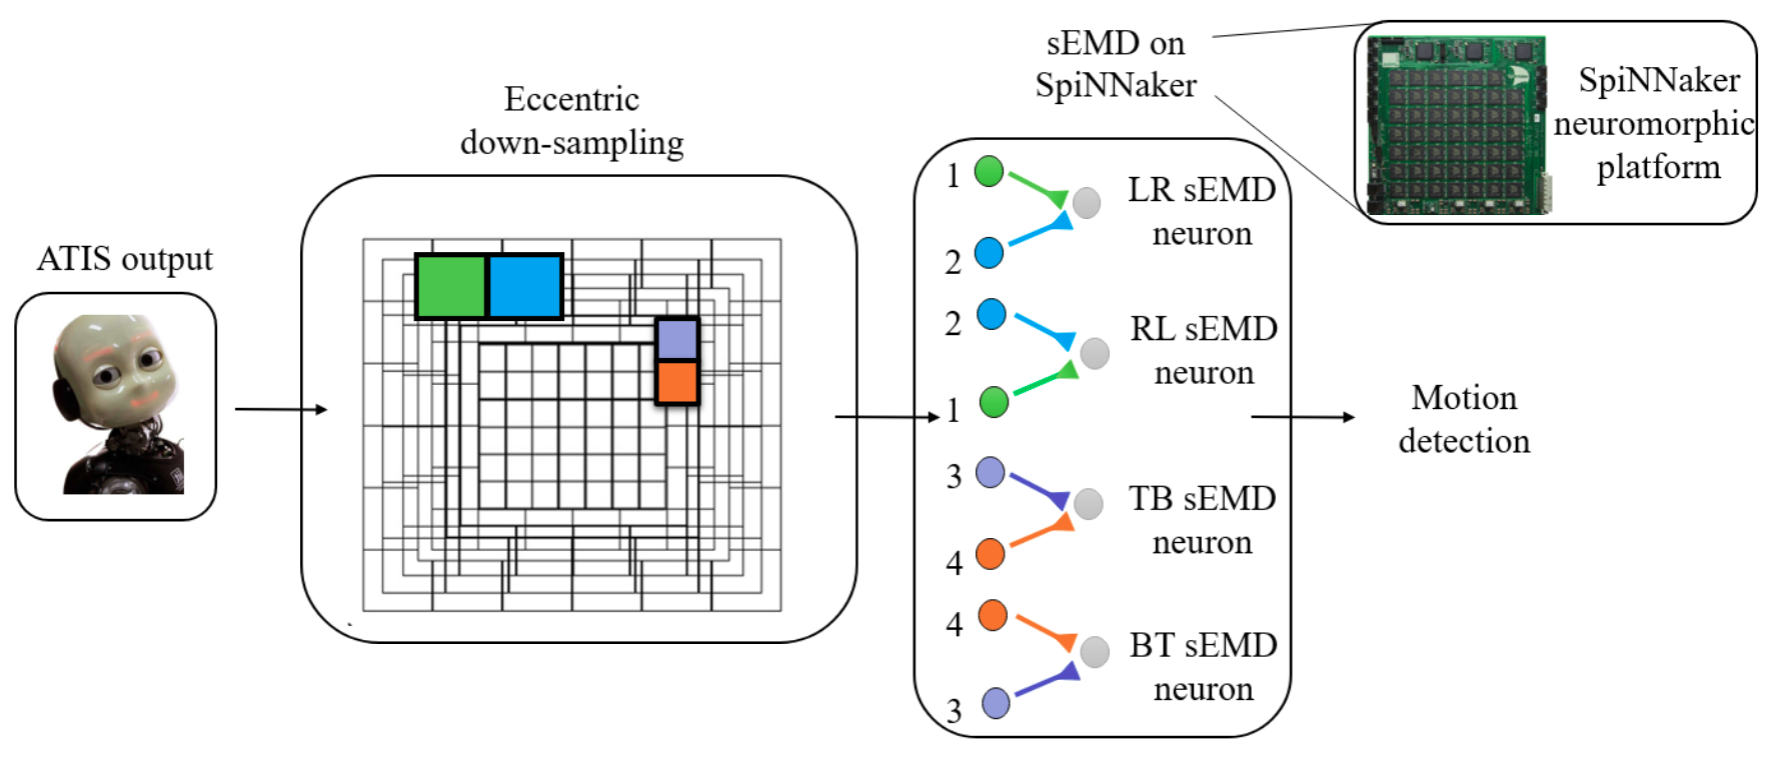 ATIS output
Eccentric
down-sampling
sEMD on
SpiNNaker
SpiNNaker
neuromorphic
platform
1
2
LR sEMD
neuron
2
1
RL sEMD
neuron
3
4
TB sEMD
neuron
4
3
BT sEMD
neuron
Motion
detection